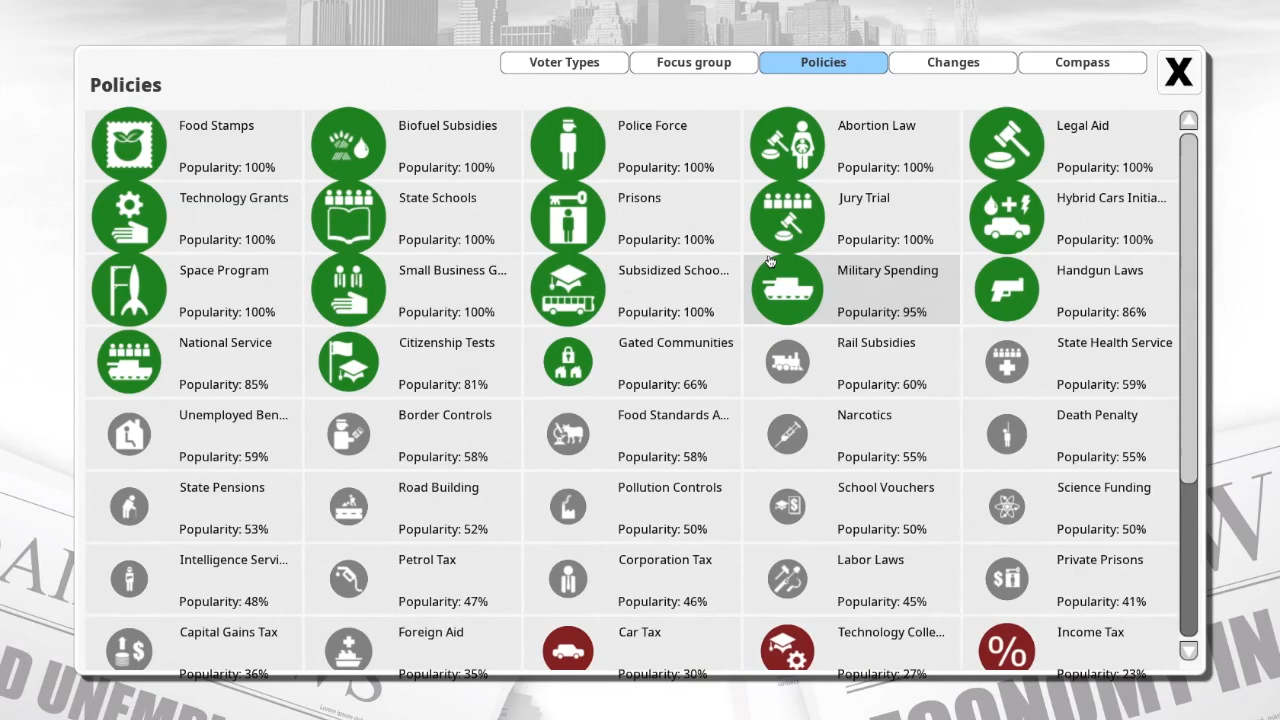 Voter Types
Focus group
Policies
Changes
Compass
X
Policies
Food Stamps
Popularity: 100%
Biofuel Subsidies
Popularity: 100%
Police Force
Popularity: 100%
Abortion Law
Popularity: 100%
Legal Aid
Popularity: 100%
Technology Grants
Popularity: 100%
State Schools
Popularity: 100%
Prisons
Popularity: 100%
Jury Trial
Popularity: 100%
Hybrid Cars Initia...
Popularity: 100%
Space Program
Popularity: 100%
Small Business G...
Popularity: 100%
Subsidized Schoo...
Popularity: 100%
Military Spending
Popularity: 95%
Handgun Laws
Popularity: 86%
National Service
Popularity: 85%
Citizenship Tests
Popularity: 81%
Gated Communities
Popularity: 66%
Rail Subsidies
Popularity: 60%
State Health Service
Popularity: 59%
Unemployed Ben...
Popularity: 59%
Border Controls
Popularity: 58%
Food Standards A...
Popularity: 58%
Narcotics
Popularity: 55%
Death Penalty
Popularity: 55%
State Pensions
Popularity: 53%
Road Building
Popularity: 52%
Pollution Controls
Popularity: 50%
School Vouchers
Popularity: 50%
Science Funding
Popularity: 50%
Intelligence Servi...
Popularity: 48%
Petrol Tax
Popularity: 47%
Corporation Tax
Popularity: 46%
Labor Laws
Popularity: 45%
Private Prisons
Popularity: 41%
Capital Gains Tax
Popularity: 36%
Foreign Aid
Popularity: 35%
Car Tax
Popularity: 30%
Technology Colle...
Popularity: 27%
Income Tax
Popularity: 23%